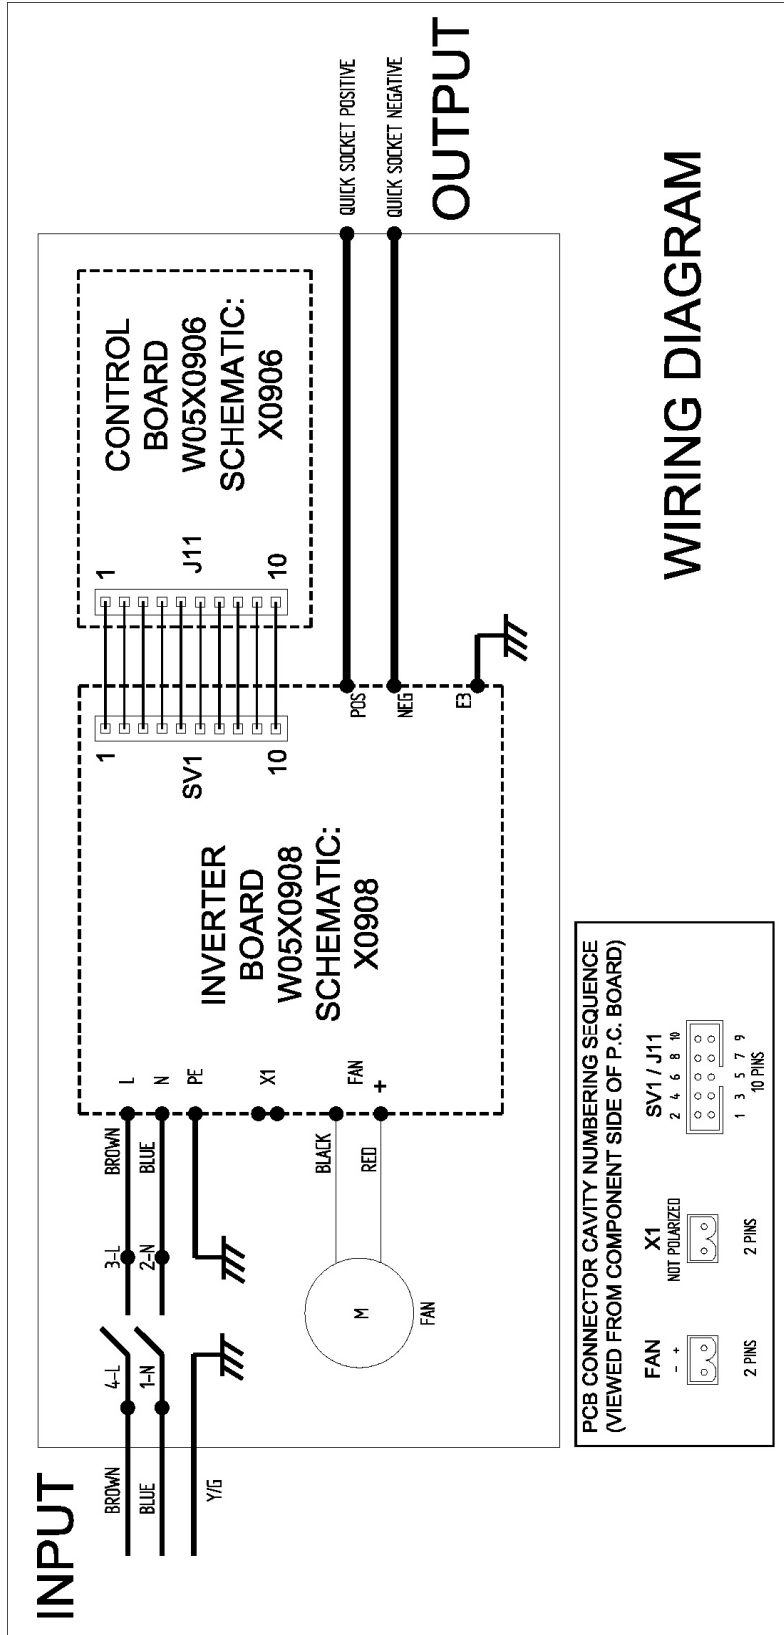 INPUT
BROWN
BLUE
Y/G
4-L
1-N
3-L
2-N
BROWN
BLUE
L
N
PE
X1
BLACK
RED
FAN
+
M
FAN
INVERTER
BOARD
W05X0908
SCHEMATIC:
X0908
1
SV1
10
1
J11
10
CONTROL
BOARD
W05X0906
SCHEMATIC:
X0906
POS
NEG
E3
QUICK SOCKET POSITIVE
QUICK SOCKET NEGATIVE
OUTPUT
PCB CONNECTOR CAVITY NUMBERING SEQUENCE
(VIEWED FROM COMPONENT SIDE OF P.C. BOARD)
FAN
- +
2 PINS
X1
NOT POLARIZED
2 PINS
SV1 / J11
2 4 6 8 10
1 3 5 7 9
10 PINS
WIRING DIAGRAM